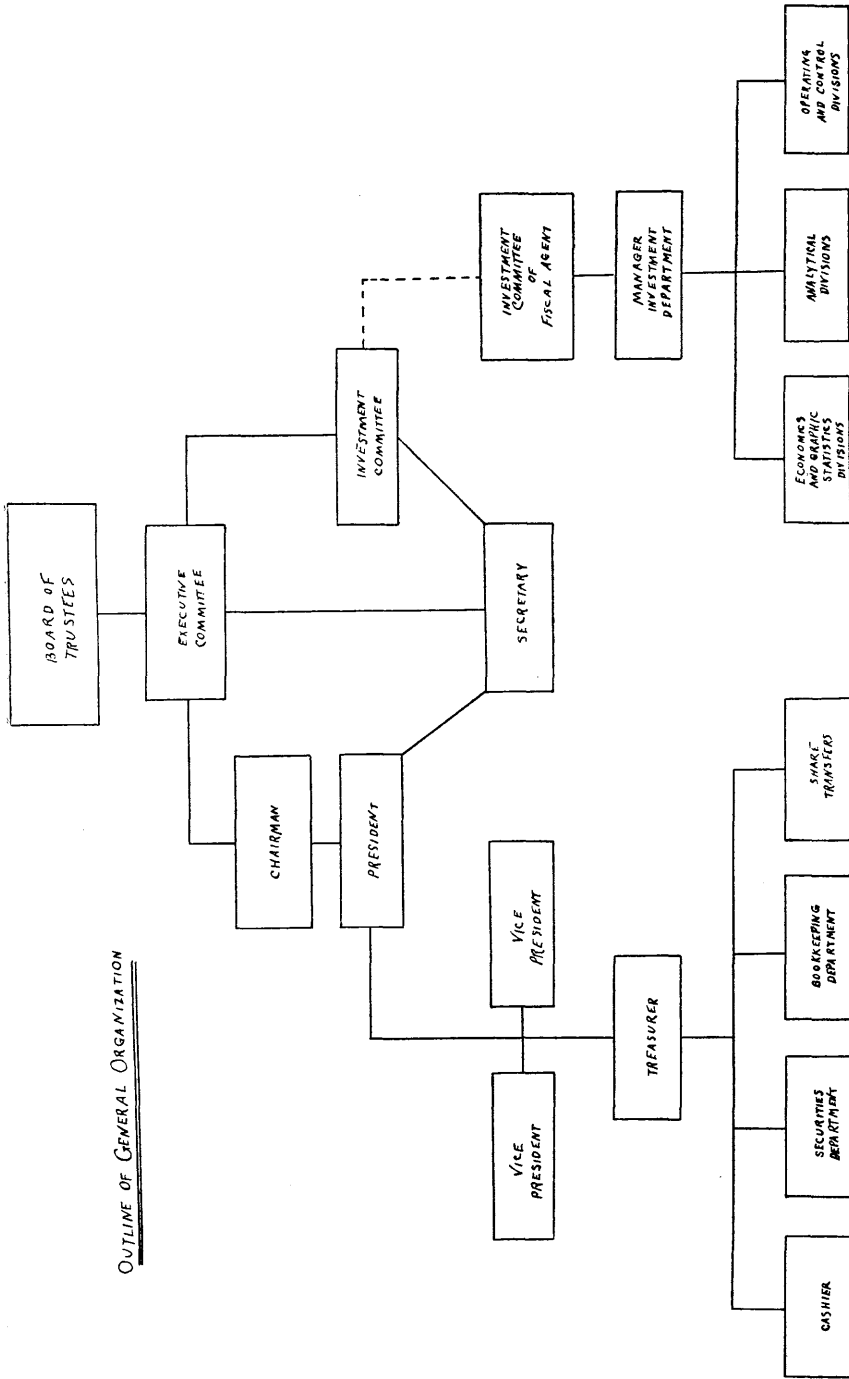 OUTLINE OF GENERAL ORGANIZATION
BOARD OF
TRUSTEES
EXECUTIVE
COMMITTEE
CHAIRMAN
PRESIDENT
INVESTMENT
COMMITTEE
SECRETARY
VICE
PRESIDENT
VICE
PRESIDENT
INVESTMENT
COMMITTEE
OF
FISCAL AGENT
TREASURER
MANAGER
INVESTMENT
DEPARTMENT
CASHIER
SECURITIES
DEPARTMENT
BOOKKEEPING
DEPARTMENT
SHARE
TRANSFERS
ECONOMICS
AND GRAPHIC
STATISTICS
DIVISIONS
ANALYTICAL
DIVISIONS
OPERATING
AND CONTROL
DIVISIONS